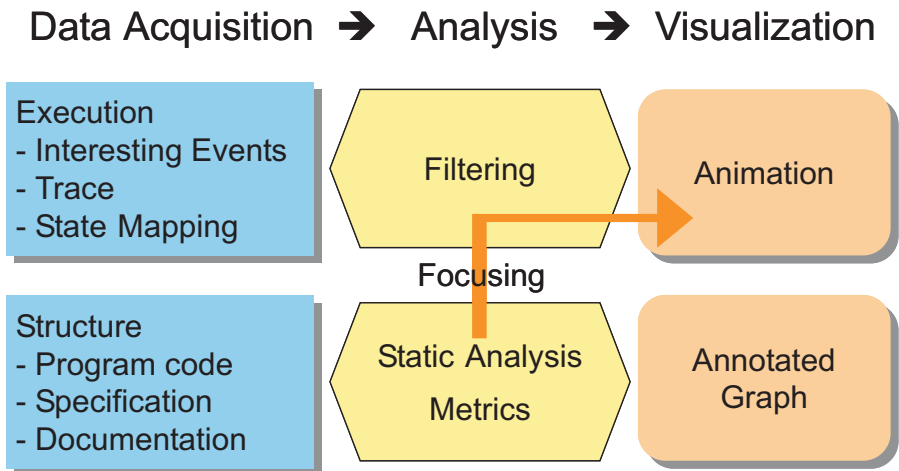 Data Acquisition ➔ Analysis ➔ Visualization
Execution
- Interesting Events
- Trace
- State Mapping
Filtering
Animation
Focusing
Structure
- Program code
- Specification
- Documentation
Static Analysis
Metrics
Annotated
Graph